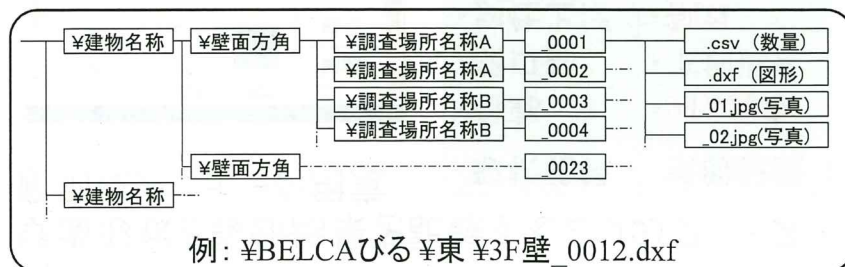 ¥建物名称 ¥壁面方角 ¥調査場所名称A _0001 .csv (数量)
¥調査場所名称A _0002 .dxf (図形)
¥調査場所名称B _0003 _01.jpg(写真)
¥調査場所名称B _0004 _02.jpg(写真)
¥壁面方角 _0023
¥建物名称
例: ¥BELCAびる ¥東 ¥3F壁_0012.dxf